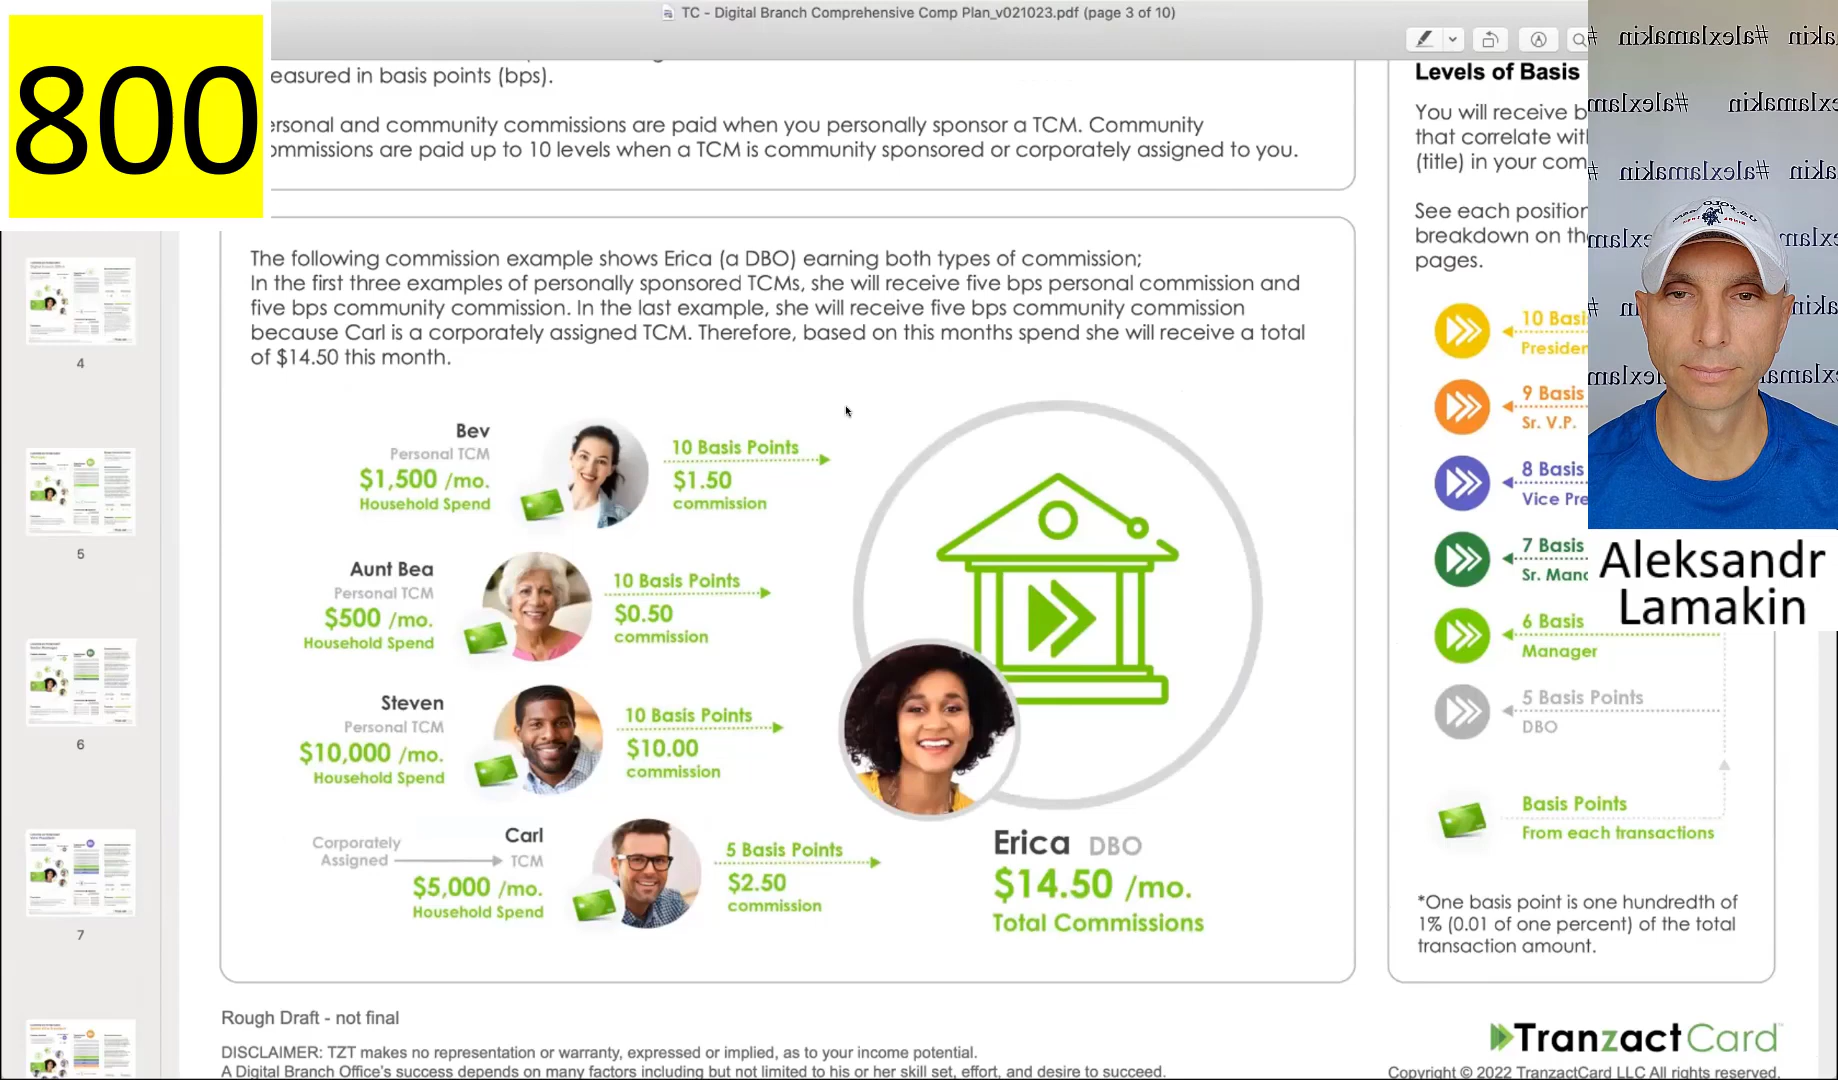 TC - Digital Branch Comprehensive Comp Plan_v021023.pdf (page 3 of 10)
800
easured in basis points (bps).
ersonal and community commissions are paid when you personally sponsor a TCM. Community
ommissions are paid up to 10 levels when a TCM is community sponsored or corporately assigned to you.
The following commission example shows Erica (a DBO) earning both types of commission;
In the first three examples of personally sponsored TCMs, she will receive five bps personal commission and
five bps community commission. In the last example, she will receive five bps community commission
because Carl is a corporately assigned TCM. Therefore, based on this months spend she will receive a total
of $14.50 this month.
Bev
Personal TCM
$1,500 /mo.
Household Spend
10 Basis Points
$1.50
commission
Aunt Bea
Personal TCM
$500 /mo.
Household Spend
10 Basis Points
$0.50
commission
Steven
Personal TCM
$10,000 /mo.
Household Spend
10 Basis Points
$10.00
commission
Corporately
Assigned
Carl
TCM
$5,000 /mo.
Household Spend
5 Basis Points
$2.50
commission
Erica DBO
$14.50 /mo.
Total Commissions
Levels of Basis
You will receive b
that correlate wit
(title) in your com
See each position
breakdown on th
pages.
10 Basi
Presider
9 Basis
Sr. V.P.
8 Basis
Vice Pre
7 Basis
Sr. Mana
6 Basis
Manager
5 Basis Points
DBO
Basis Points
From each transactions
*One basis point is one hundredth of
1% (0.01 of one percent) of the total
transaction amount.
#alexlamakin
Aleksandr
Lamakin
4
5
6
7
Rough Draft - not final
DISCLAIMER: TZT makes no representation or warranty, expressed or implied, as to your income potential.
A Digital Branch Office's success depends on many factors including but not limited to his or her skill set, effort, and desire to succeed.
TranzactCard
Copyright © 2022 TranzactCard LLC All rights reserved.